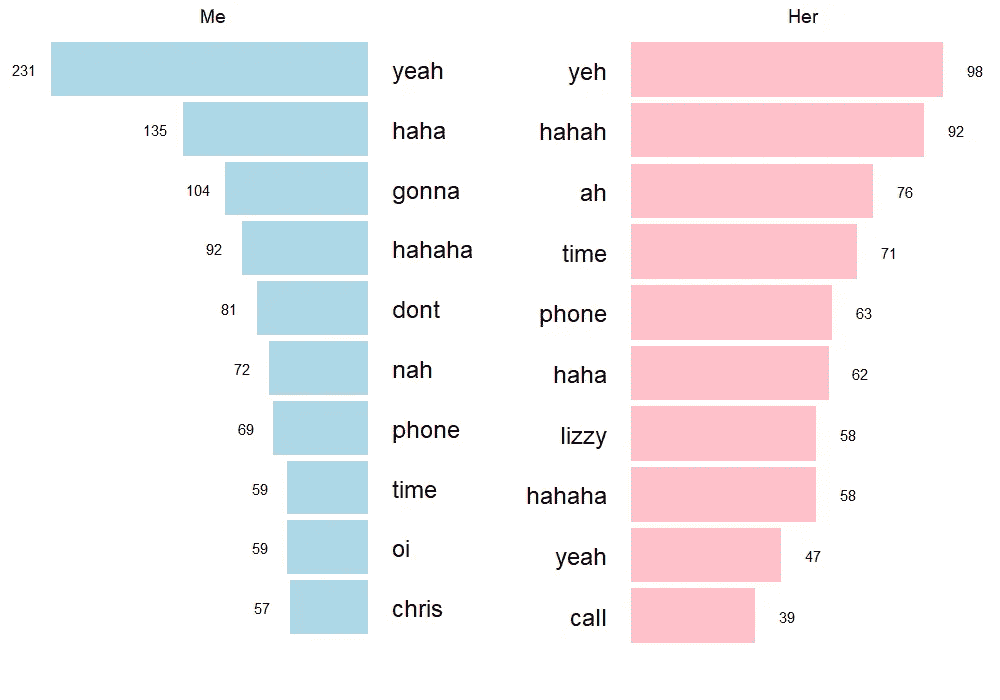 Me Her
231 yeah yeh 98
135 haha hahah 92
104 gonna ah 76
92 hahaha time 71
81 dont phone 63
72 nah haha 62
69 phone lizzy 58
59 time hahaha 58
59 oi yeah 47
57 chris call 39